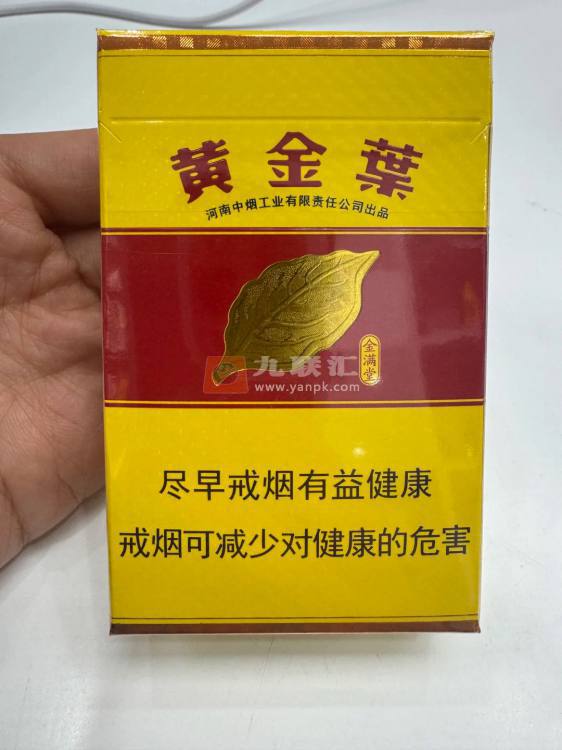 黄金葉
河南中烟工业有限责任公司出品
金满堂
九联汇
www.yanpk.com
尽早戒烟有益健康
戒烟可减少对健康的危害